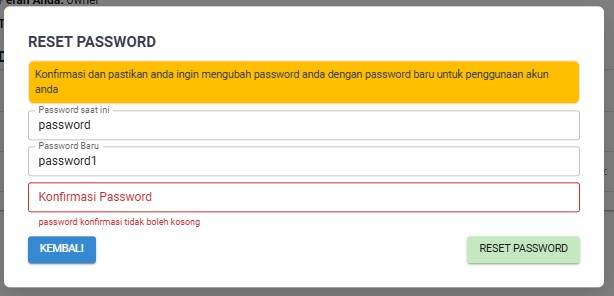 Peran Anda: owner
RESET PASSWORD
Konfirmasi dan pastikan anda ingin mengubah password anda dengan password baru untuk penggunaan akun
anda
Password saat ini
password
Password Baru
password1
Konfirmasi Password
password konfirmasi tidak boleh kosong
KEMBALI
RESET PASSWORD